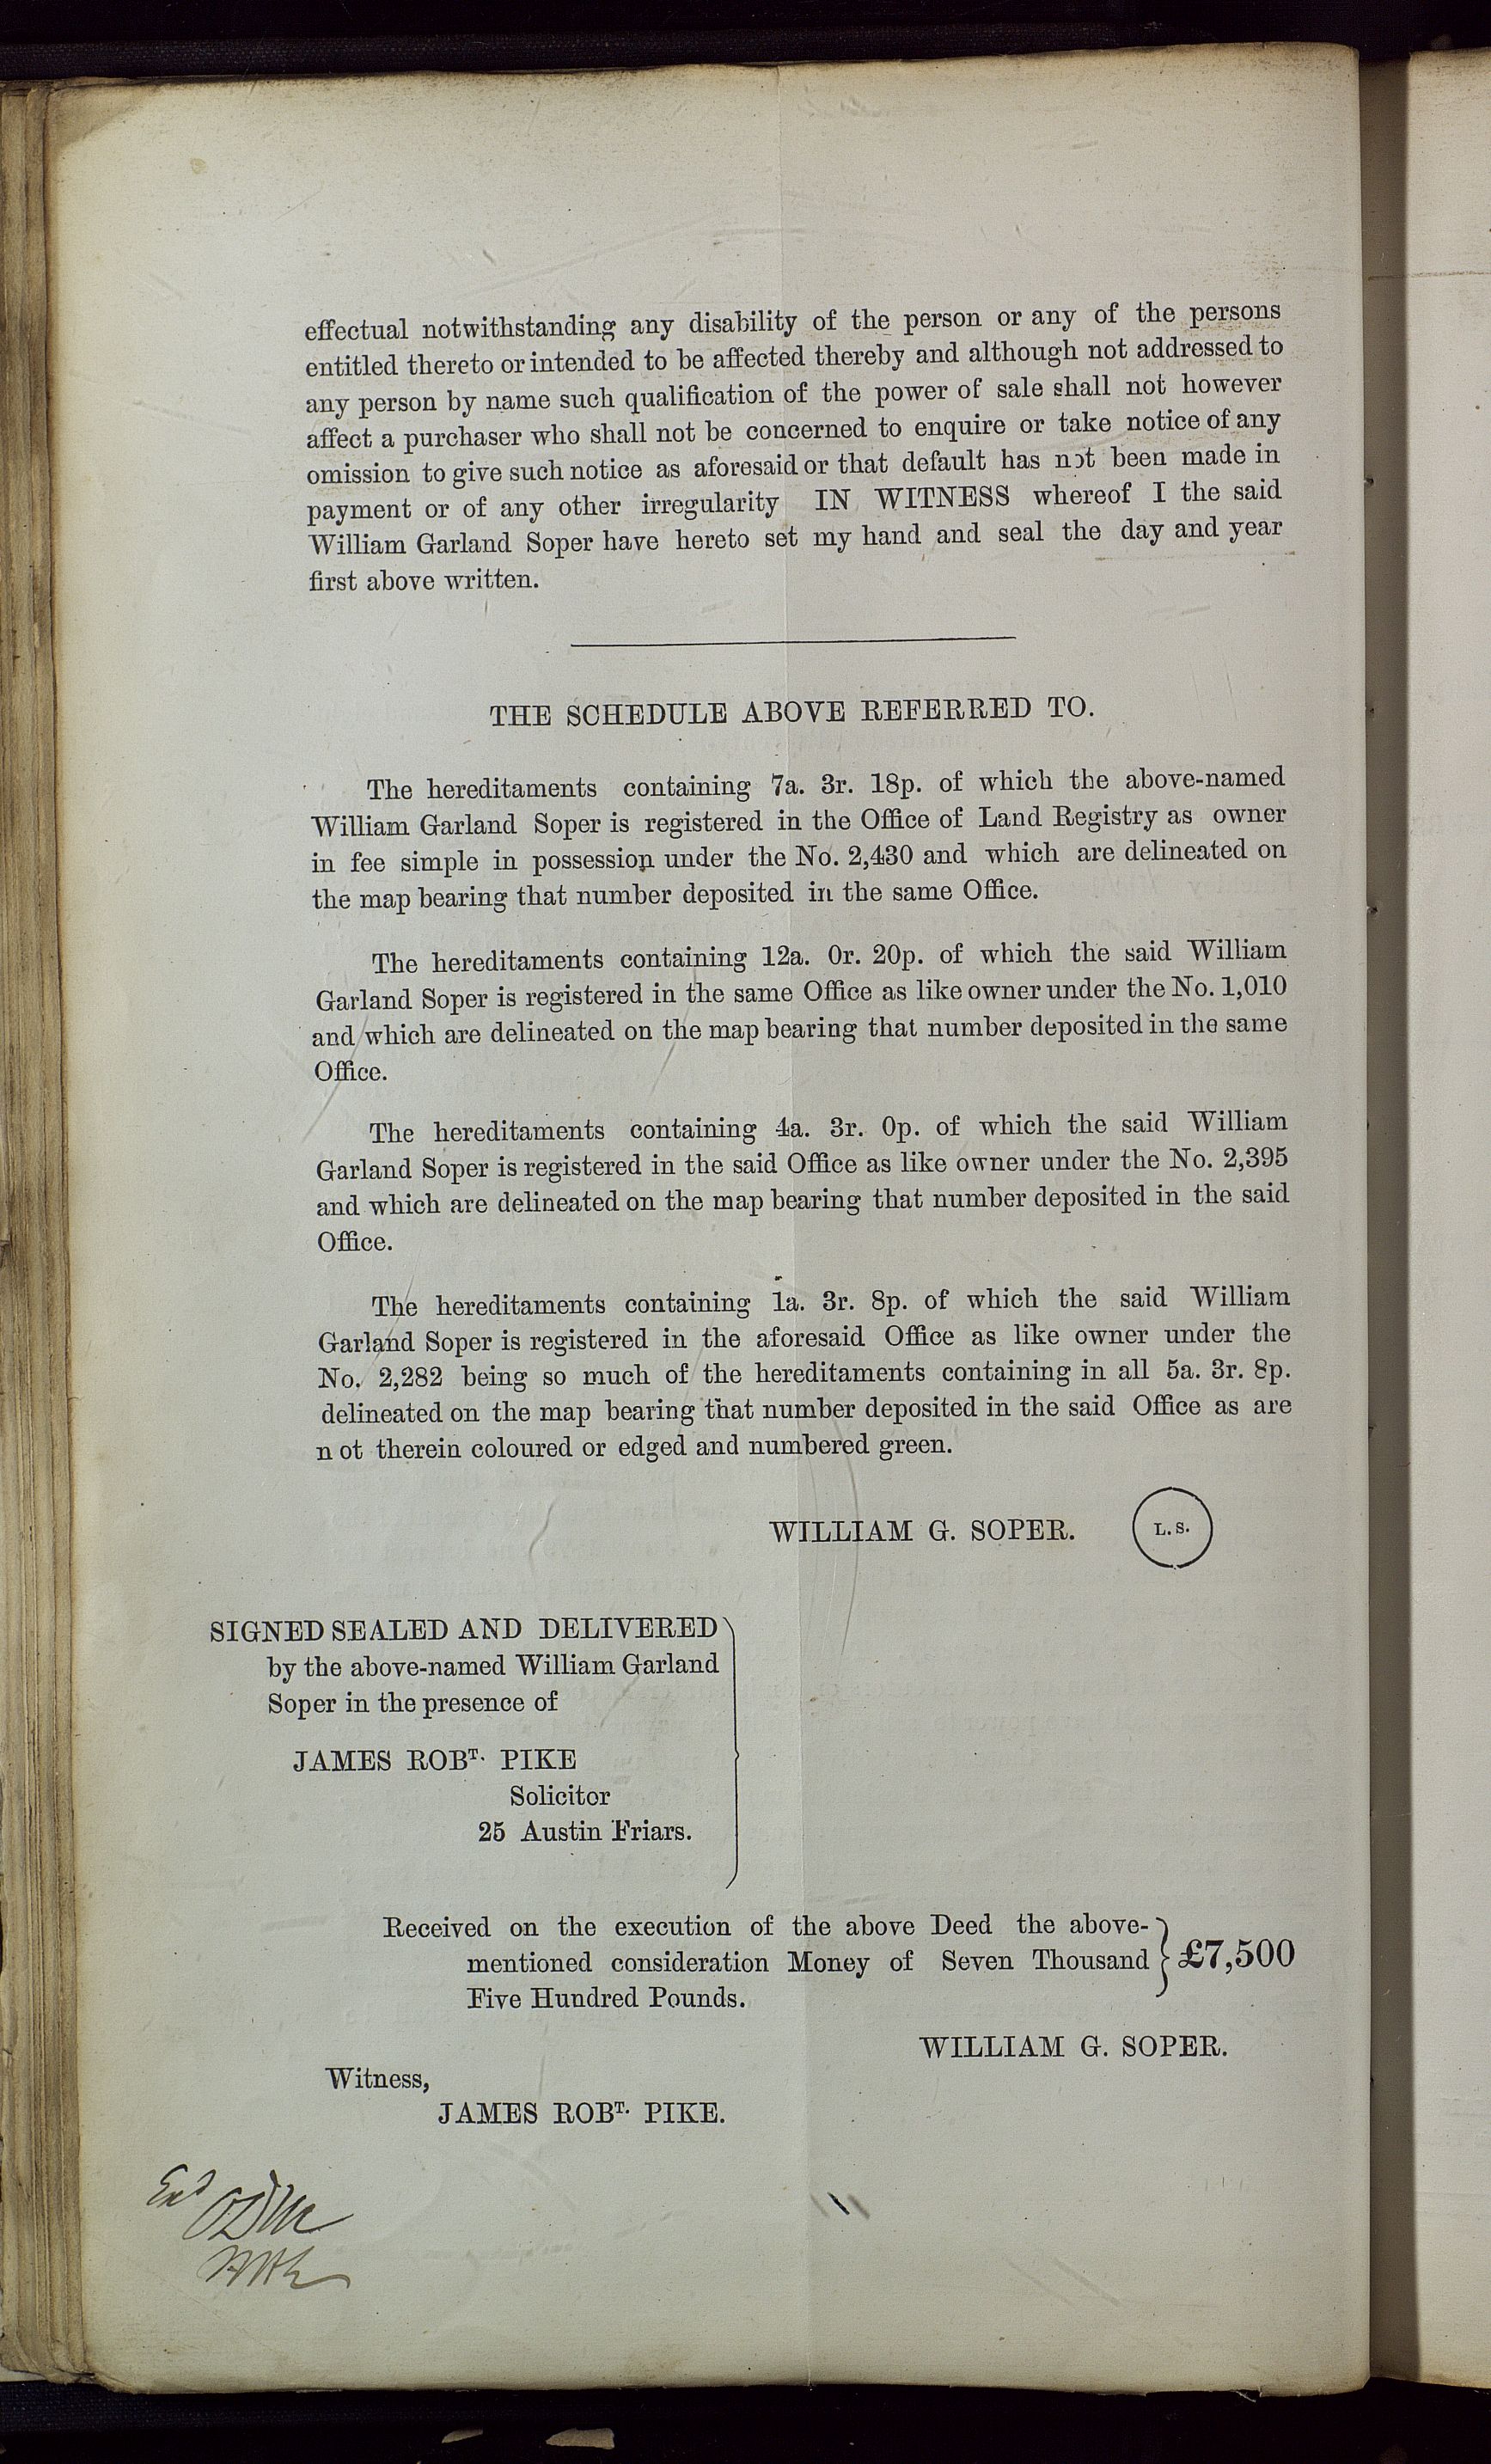 effectual notwithstanding any disability of the person or any of the persons
entitled thereto or intended to be affected thereby and although not addressed to
any person by name such qualification of the power of sale shall not however
affect a purchaser who shall not be concerned to enquire or take notice of any
omission to give such notice as aforesaid or that default has not been made in
payment or of any other irregularity IN WITNESS whereof I the said
William Garland Soper have hereto set my hand and seal the day and year
first above written.
THE SCHEDULE ABOVE REFERRED TO.
The hereditaments containing 7a. 3r. 18p. of which the above-named
William Garland Soper is registered in the Office of Land Registry as owner
in fee simple in possession under the No. 2,430 and which are delineated on
the map bearing that number deposited in the same Office.
The hereditaments containing 12a. 0r. 20p. of which the said William
Garland Soper is registered in the same Office as like owner under the No. 1,010
and which are delineated on the map bearing that number deposited in the same
Office.
The hereditaments containing 4a. 3r. 0p. of which the said William
Garland Soper is registered in the said Office as like owner under the No. 2,395
and which are delineated on the map bearing that number deposited in the said
Office.
The hereditaments containing 1a. 3r. 8p. of which the said William
Garland Soper is registered in the aforesaid Office as like owner under the
No. 2,282 being so much of the hereditaments containing in all 5a. 3r. 8p.
delineated on the map bearing that number deposited in the said Office as are
n ot therein coloured or edged and numbered green.
WILLIAM G. SOPER. L. S.
SIGNED SEALED AND DELIVERED
by the above-named William Garland
Soper in the presence of
JAMES ROBT. PIKE
Solicitor
25 Austin Friars.
Received on the execution of the above Deed the above-
mentioned consideration Money of Seven Thousand £7,500
Five Hundred Pounds.
WILLIAM G. SOPER.
Witness,
JAMES ROBT. PIKE.